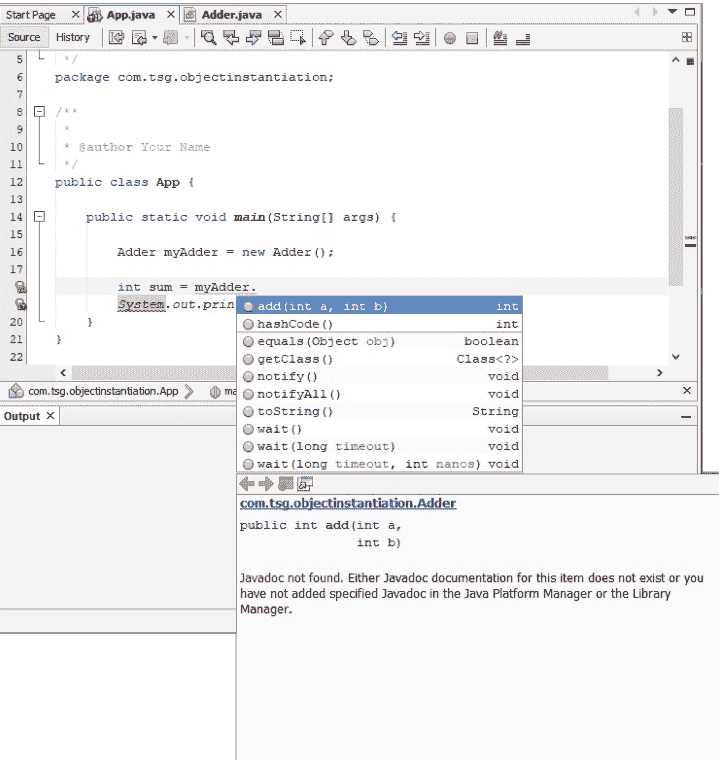 Start Page
App.java
Adder.java
Source
History
5 */
6 package com.tsg.objectinstantiation;
7
8 /**
9 *
10 * @author Your Name
11 */
12 public class App {
13
14 public static void main(String[] args) {
15
16 Adder myAdder = new Adder();
17
int sum = myAdder.
System.out.prin
20 }
21 }
22
add(int a, int b) int
hashCode() int
equals(Object obj) boolean
getClass() Class<?>
notify() void
notifyAll() void
toString() String
wait() void
wait(long timeout) void
wait(long timeout, int nanos) void
com.tsg.objectinstantiation.App
ma
Output
com.tsg.objectinstantiation.Adder
public int add(int a,
int b)
Javadoc not found. Either Javadoc documentation for this item does not exist or you
have not added specified Javadoc in the Java Platform Manager or the Library
Manager.